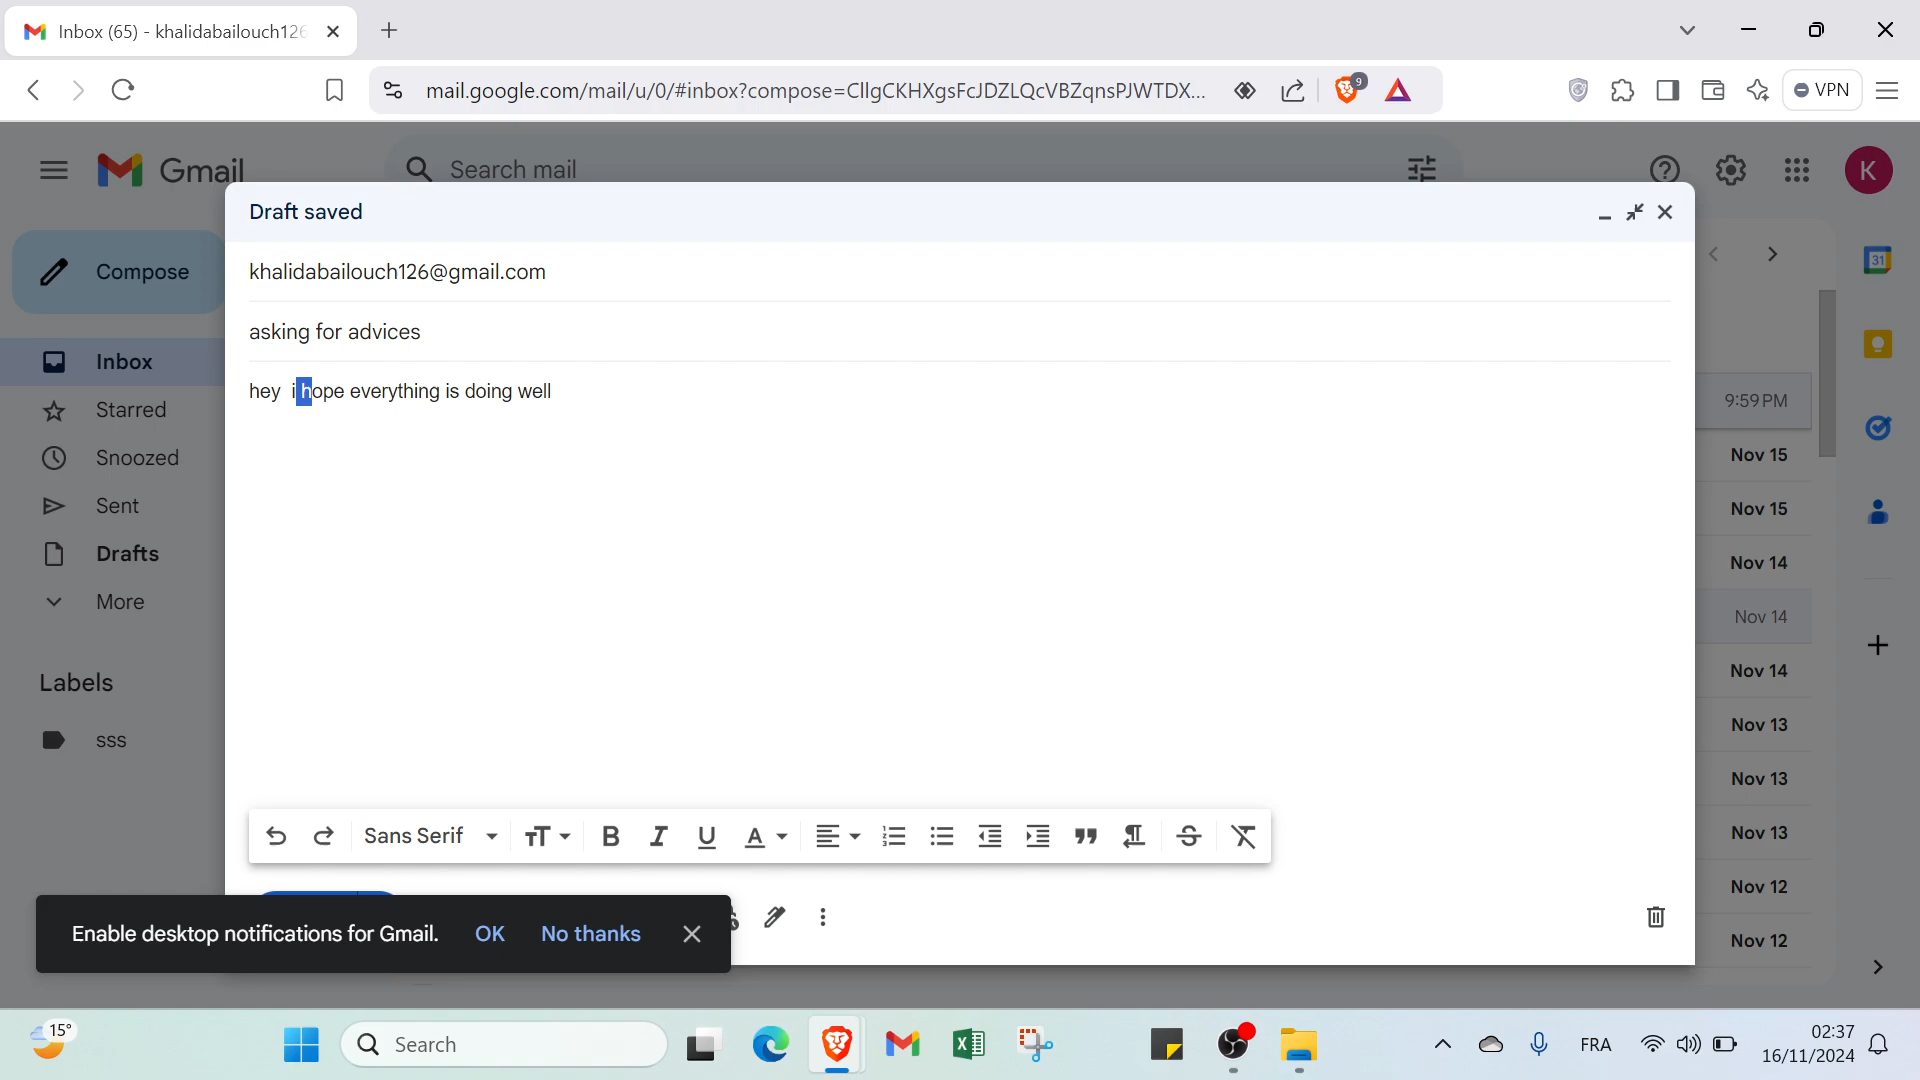 Inbox (65) - khalidabailouch126
mail.google.com/mail/u/0/#inbox?compose=CllgCKHXgsFcJDZLQcVBZqnsPJWTDX...
9
VPN
Gmail
Search mail
K
Draft saved
Compose
khalidabailouch126@gmail.com
31
asking for advices
Inbox
hey  i hope everything is doing well
9:59 PM
Starred
Nov 15
Snoozed
Nov 15
Sent
Drafts
Nov 14
More
Nov 14
Nov 14
Labels
Nov 13
sss
Nov 13
Sans Serif
Nov 13
Nov 12
Enable desktop notifications for Gmail. OK No thanks
Nov 12
15°
Search
FRA
02:37
16/11/2024